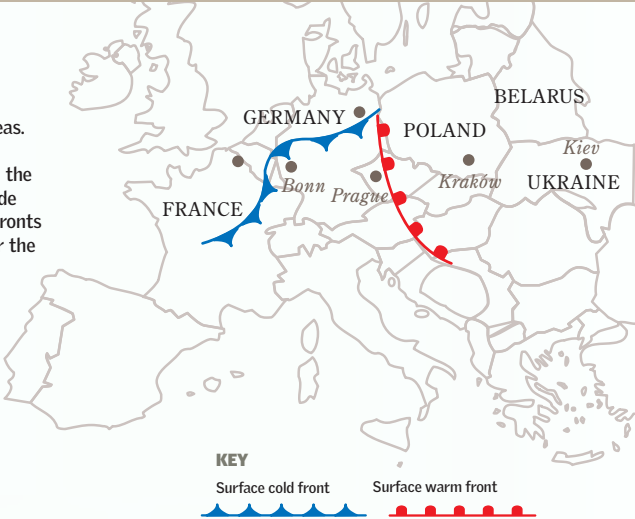 eas.
the
de
ronts
r the
BELARUS
GERMANY
POLAND
Kiev
Bonn
Prague
Kraków
UKRAINE
FRANCE
KEY
Surface cold front
Surface warm front